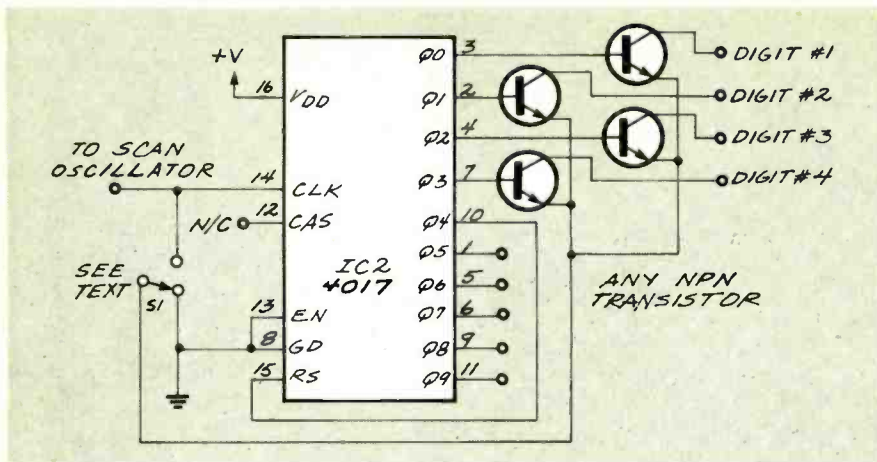 +V
16
VDD
TO SCAN
OSCILLATOR
14
CLK
N/C
12
CAS
SEE
TEXT
S1
13
EN
8
GD
15
RS
IC2
4017
Q0
3
Q1
2
Q2
4
Q3
7
Q4
10
Q5
1
Q6
5
Q7
6
Q8
9
Q9
11
DIGIT #1
DIGIT #2
DIGIT #3
DIGIT #4
ANY NPN
TRANSISTOR